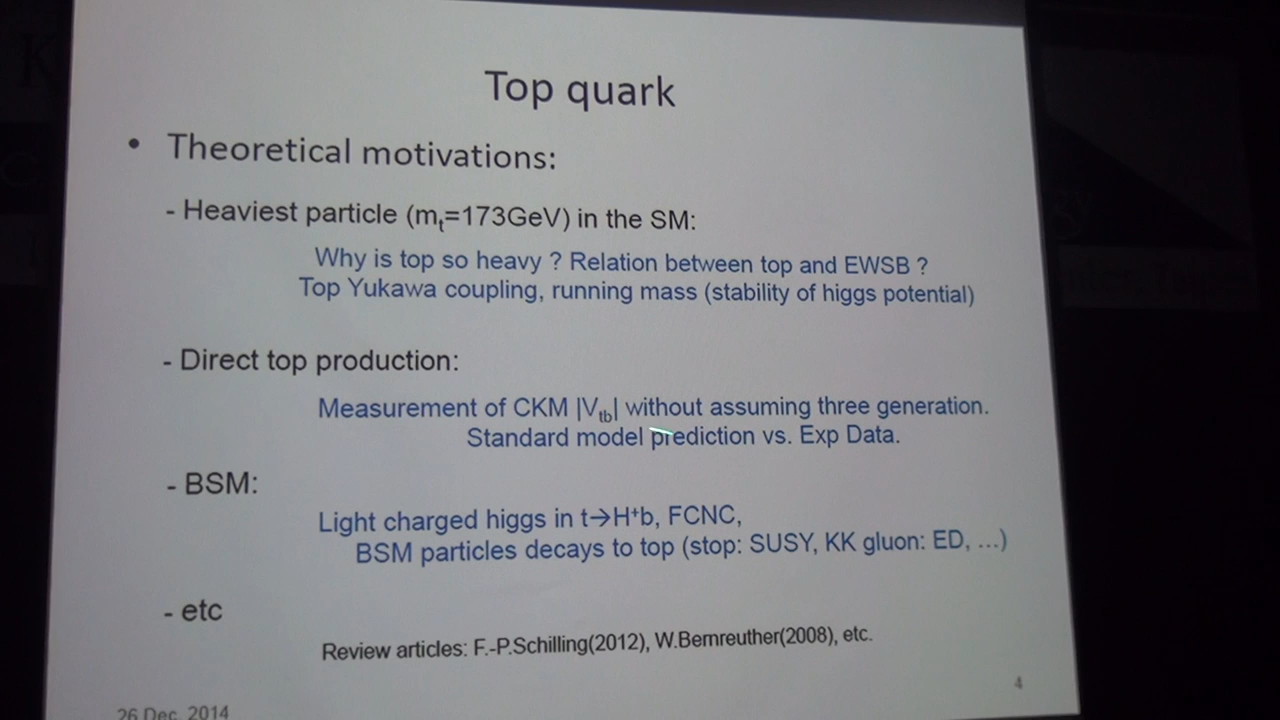 Top quark
• Theoretical motivations:
- Heaviest particle (mt=173GeV) in the SM:
Why is top so heavy ? Relation between top and EWSB ?
Top Yukawa coupling, running mass (stability of higgs potential)
- Direct top production:
Measurement of CKM |Vtb| without assuming three generation.
Standard model prediction vs. Exp Data.
- BSM:
Light charged higgs in t→H+b, FCNC,
BSM particles decays to top (stop: SUSY, KK gluon: ED, ...)
- etc
Review articles: F.-P.Schilling(2012), W.Bernreuther(2008), etc.
4
26 Dec. 2014